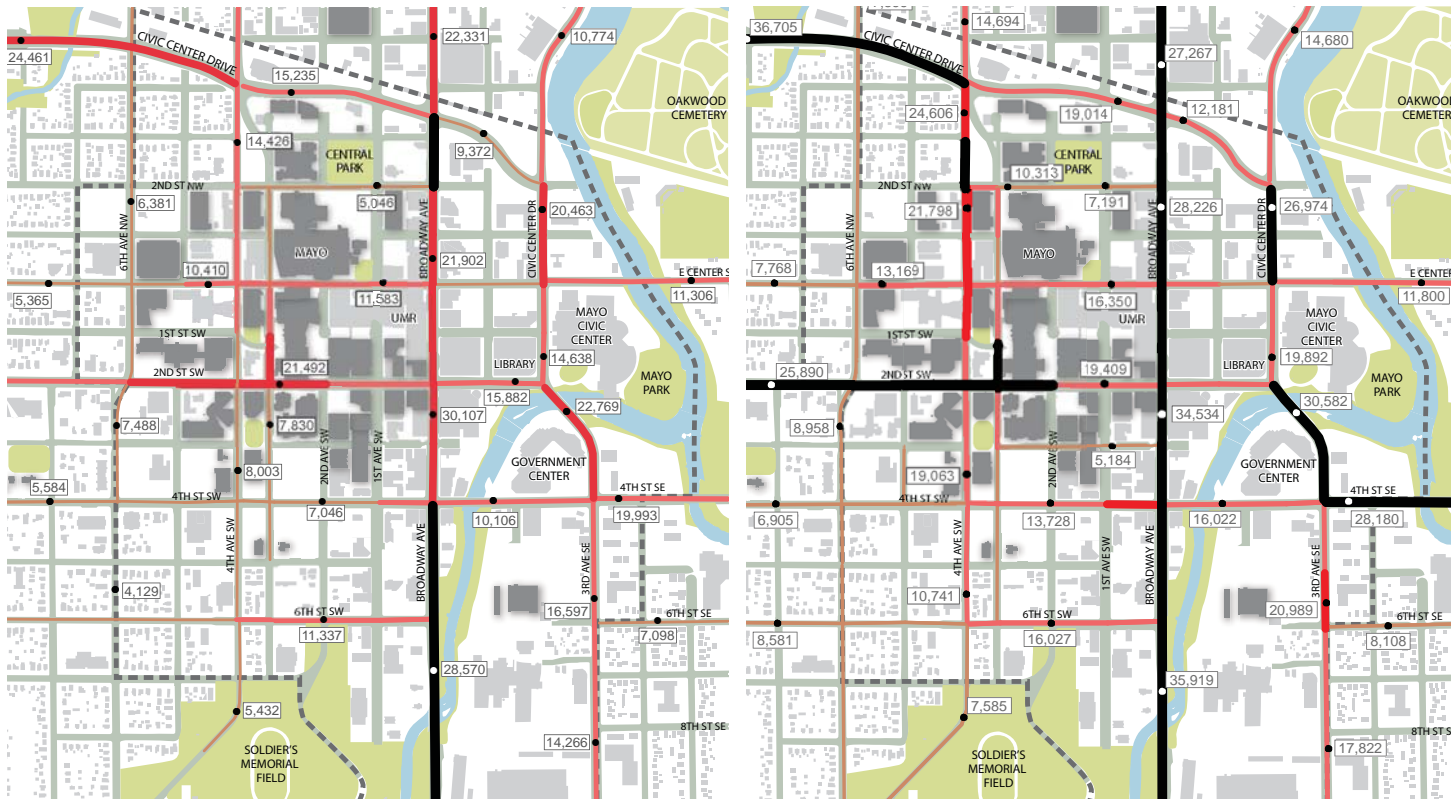 22,331
10,774
24,461
CIVIC CENTER DRIVE
15,235
OAKWOOD
CEMETERY
14,426
9,372
CENTRAL
PARK
2ND ST NW
6,381
5,046
20,463
6TH AVE NW
BROADWAY AVE
CIVIC CENTER DR
MAYO
21,902
10,410
E CENTER S
5,365
11,583
11,306
UMR
MAYO
CIVIC
CENTER
1ST ST SW
14,638
LIBRARY
2ND ST SW
21,492
MAYO
PARK
15,882
22,769
30,107
7,488
7,830
2ND AVE SW
1ST AVE SW
8,003
GOVERNMENT
CENTER
5,584
4TH ST SW
4TH ST SE
7,046
10,106
19,993
4TH AVE SW
BROADWAY AVE
3RD AVE SE
4,129
16,597
6TH ST SW
6TH ST SE
11,337
7,098
28,570
5,432
8TH ST SE
14,266
SOLDIER'S
MEMORIAL
FIELD
14,694
36,705
CIVIC CENTER DRIVE
14,680
27,267
24,606
19,014
12,181
OAKWOOD
CEMETERY
CENTRAL
PARK
10,313
2ND ST NW
7,191
21,798
28,226
26,974
6TH AVE NW
BROADWAY AVE
CIVIC CENTER DR
MAYO
7,768
13,169
E CENTER
16,350
11,800
UMR
MAYO
CIVIC
CENTER
1ST ST SW
19,892
LIBRARY
25,890
2ND ST SW
19,409
MAYO
PARK
30,582
34,534
8,958
5,184
2ND AVE SW
19,063
GOVERNMENT
CENTER
4TH ST SW
4TH ST SE
6,905
13,728
16,022
28,180
4TH AVE SW
1ST AVE SW
BROADWAY AVE
3RD AVE SE
10,741
20,989
6TH ST SW
6TH ST SE
8,581
16,027
8,108
35,919
7,585
8TH ST S
17,822
SOLDIER'S
MEMORIAL
FIELD